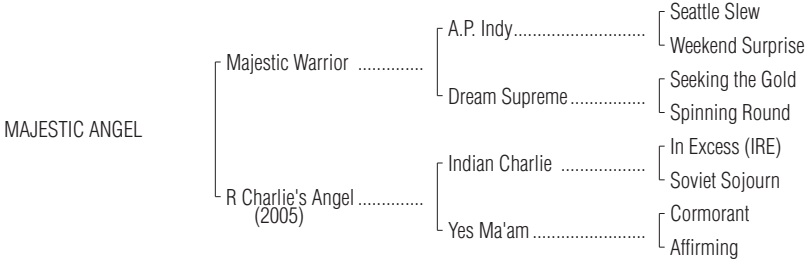 Seattle Slew
A.P. Indy..............................
Weekend Surprise
Majestic Warrior ...............
Seeking the Gold
Dream Supreme.................
Spinning Round
MAJESTIC ANGEL
In Excess (IRE)
Indian Charlie ...................
Soviet Sojourn
R Charlie's Angel ...............
(2005)
Cormorant
Yes Ma'am.........................
Affirming